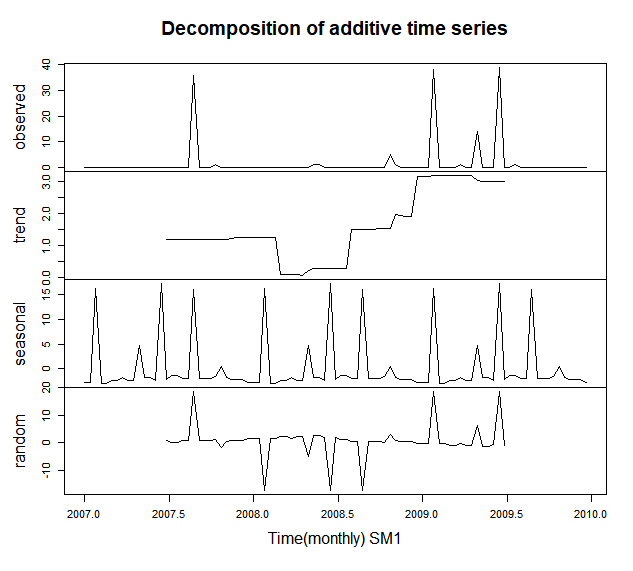 Decomposition of additive time series
observed
0 10 20 30 40
trend
0.0 1.0 2.0 3.0
seasonal
0 5 10 15
random
-10 0 10 20
2007.0 2007.5 2008.0 2008.5 2009.0 2009.5 2010.0
Time(monthly) SM1